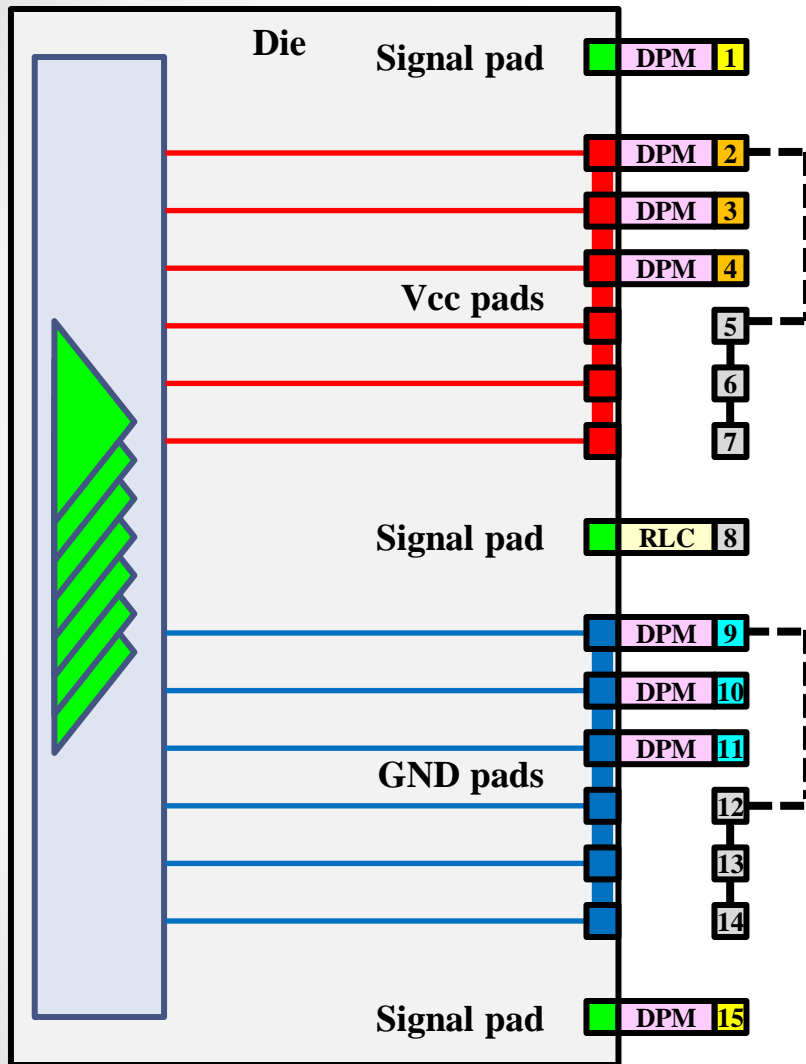 Die
Signal pad DPM 1
DPM 2
DPM 3
DPM 4
Vcc pads
5
6
7
Signal pad RLC 8
DPM 9
DPM 10
DPM 11
GND pads
12
13
14
Signal pad DPM 15